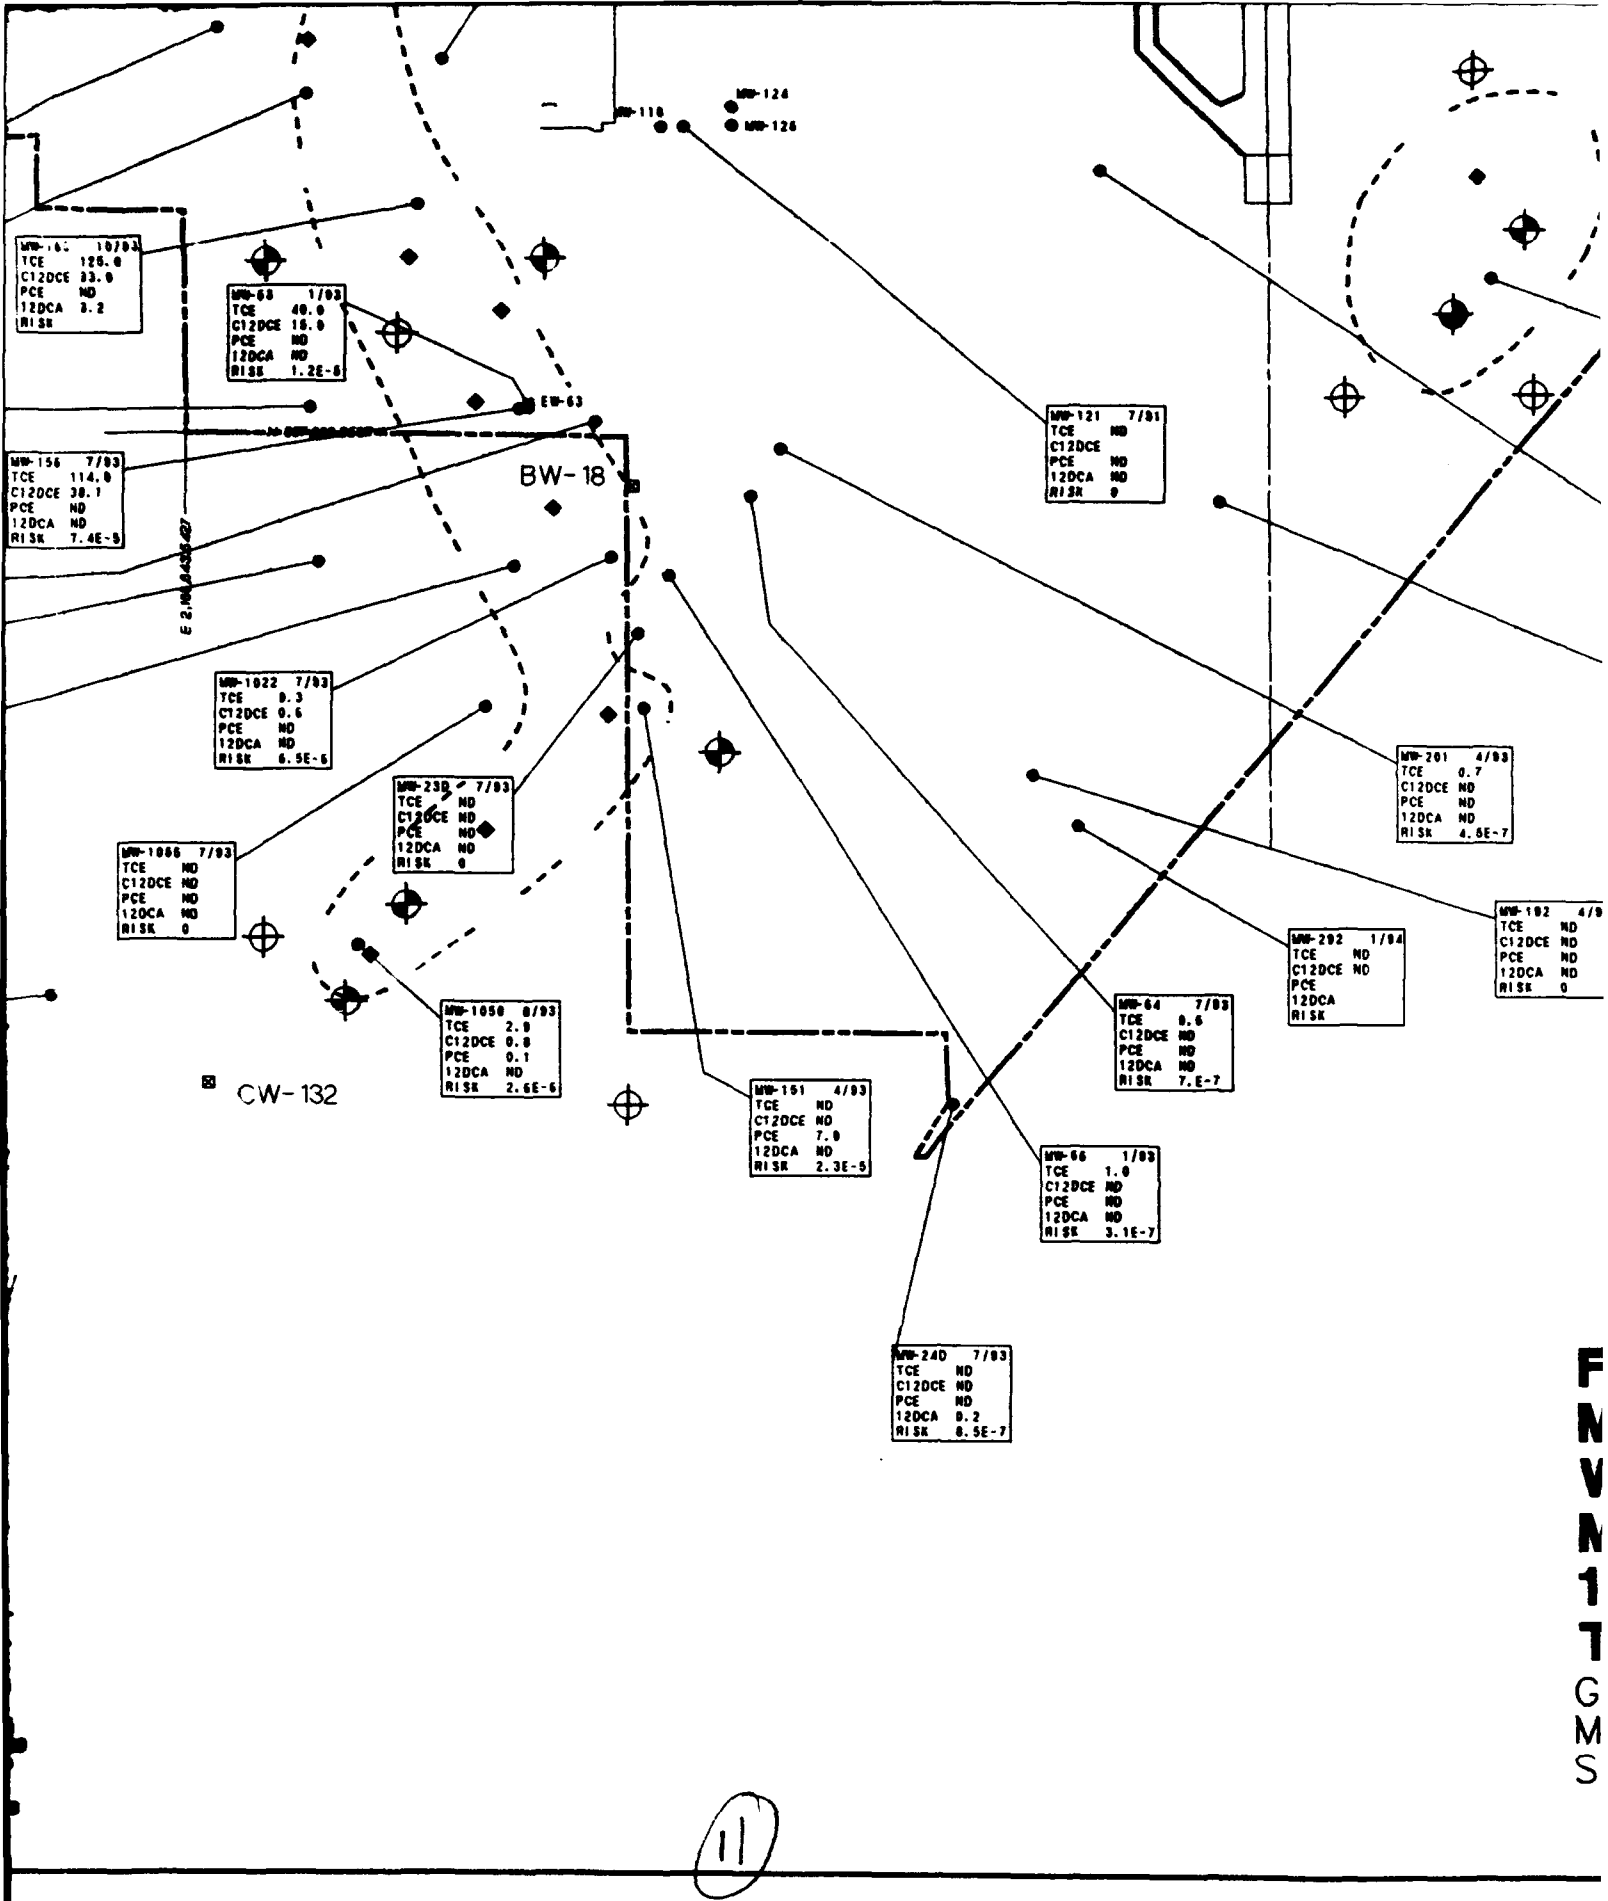 MW-124
MW-118
MW-126
10/93
TCE 126.0
C12DCE 33.0
PCE ND
12DCA 3.2
RISK
MW-63 1/93
TCE 40.0
C12DCE 15.0
PCE ND
12DCA ND
RISK
EW-63
MW-121 7/91
TCE ND
C12DCE
PCE ND
12DCA ND
RISK 0
MW-156 7/93
TCE 114.0
C12DCE 38.1
PCE ND
12DCA ND
RISK 7.4E-5
BW-18
MW-1022 7/93
TCE
C12DCE 0.6
PCE ND
12DCA ND
RISK 6.5E-6
MW-23D 7/93
TCE ND
C12DCE ND
PCE ND
12DCA ND
RISK 0
MW-201 4/93
TCE 0.7
C12DCE ND
PCE ND
12DCA ND
RISK 4.6E-7
MW-1066 7/93
TCE ND
C12DCE ND
PCE ND
12DCA ND
RISK 0
MW-192 4/9
TCE ND
C12DCE ND
PCE ND
12DCA ND
RISK 0
MW-292 1/94
TCE ND
C12DCE ND
PCE
12DCA
RISK
MW-1050 8/93
TCE 2.9
C12DCE 0.8
PCE 0.1
12DCA ND
RISK 2.6E-6
MW-64 7/93
TCE 0.6
C12DCE ND
PCE ND
12DCA ND
RISK 7.E-7
CW-132
MW-151 4/93
TCE ND
C12DCE ND
PCE 7.9
12DCA ND
RISK 2.3E-5
MW-66 1/93
TCE 1.0
C12DCE ND
PCE ND
12DCA ND
RISK 3.1E-7
MW-24D 7/93
TCE ND
C12DCE ND
PCE ND
12DCA 0.2
RISK 8.5E-7
F
M
1
T
G
M
S
11